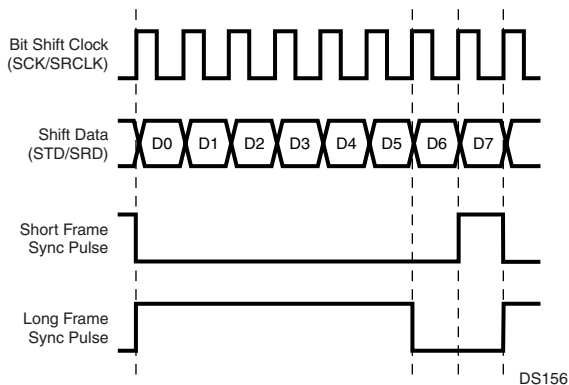 Bit Shift Clock
(SCK/SRCLK)
Shift Data
(STD/SRD)
D0 D1 D2 D3 D4 D5 D6 D7
Short Frame
Sync Pulse
Long Frame
Sync Pulse
DS156